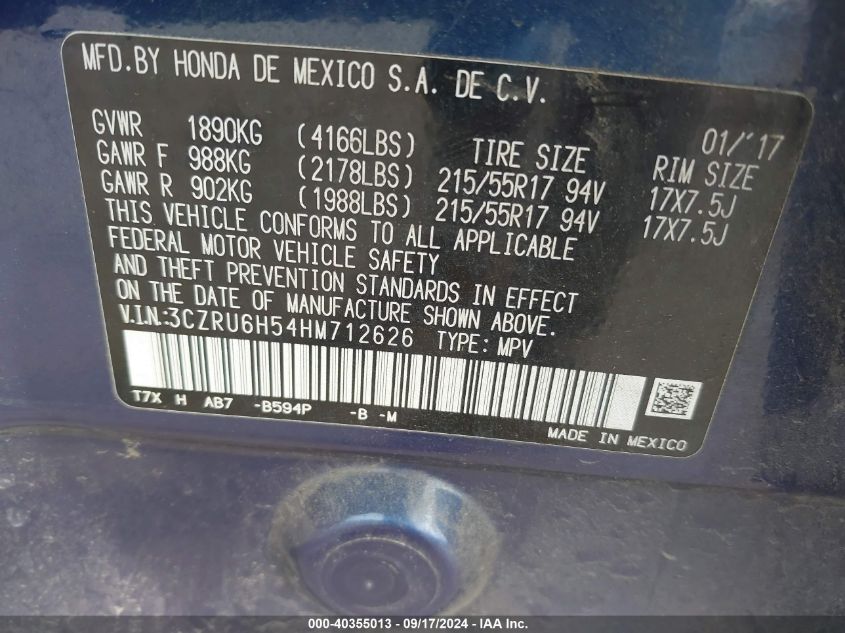 MFD.BY HONDA DE MEXICO S.A. DE C.V.
01/'17
GVWR 1890KG (4166LBS) TIRE SIZE RIM SIZE
GAWR F 988KG (2178LBS) 215/55R17 94V 17X7.5J
GAWR R 902KG (1988LBS) 215/55R17 94V 17X7.5J
THIS VEHICLE CONFORMS TO ALL APPLICABLE
FEDERAL MOTOR VEHICLE SAFETY
AND THEFT PREVENTION STANDARDS IN EFFECT
ON THE DATE OF MANUFACTURE SHOWN ABOVE.
V.I.N.:3CZRU6H54HM712626 TYPE: MPV
T7X H AB7 -B594P -B -M
MADE IN MEXICO
000-40355013 - 09/17/2024 - IAA Inc.